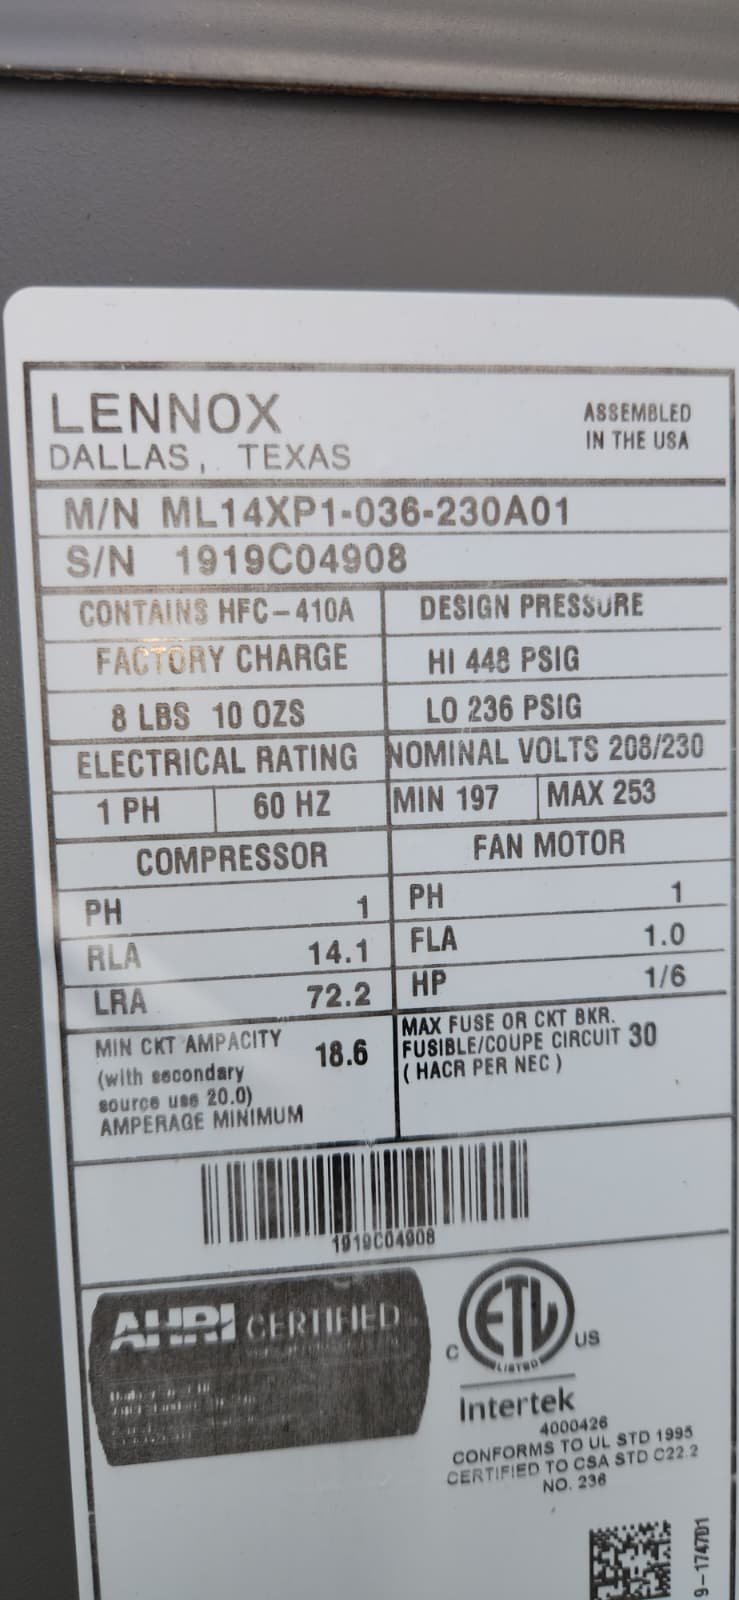 LENNOX
DALLAS, TEXAS
ASSEMBLED
IN THE USA
M/N ML14XP1-036-230A01
S/N 1919C04908
CONTAINS HFC-410A
DESIGN PRESSURE
FACTORY CHARGE
HI 448 PSIG
8 LBS 10 OZS
LO 236 PSIG
ELECTRICAL RATING
NOMINAL VOLTS 208/230
1 PH
60 HZ
MIN 197
MAX 253
COMPRESSOR
FAN MOTOR
PH 1
PH 1
RLA 14.1
FLA 1.0
LRA 72.2
HP 1/6
MIN CKT AMPACITY 18.6
(with secondary
source use 20.0)
AMPERAGE MINIMUM
MAX FUSE OR CKT BKR.
FUSIBLE/COUPE CIRCUIT 30
(HACR PER NEC)
1919C04908
AHRI CERTIFIED
C ETL US
LISTED
Intertek
4000426
CONFORMS TO UL STD 1995
CERTIFIED TO CSA STD C22.2
NO. 236
9-174701